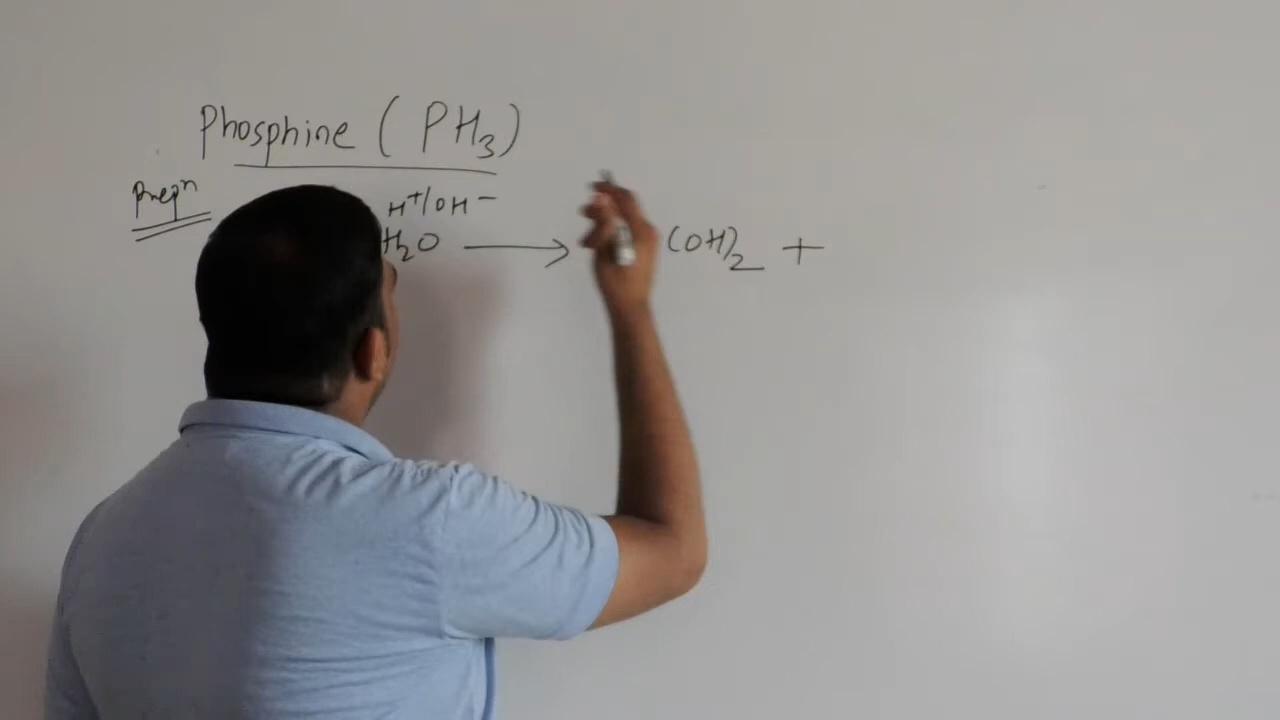 Phosphine ( PH₃ )
Prepⁿ
H⁺/OH⁻
H₂O ⟶ (OH)₂ +